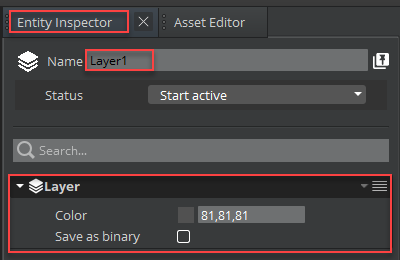 Entity Inspector Asset Editor
Name Layer1
Status Start active
Search...
Layer
Color 81,81,81
Save as binary